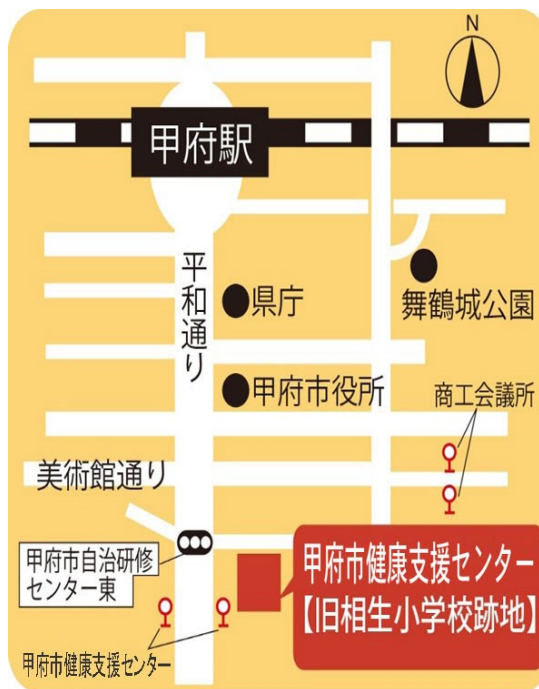 N
甲府駅
平和通り
県庁
舞鶴城公園
甲府市役所
商工会議所
美術館通り
甲府市自治研修
センター東
甲府市健康支援センター
【旧相生小学校跡地】
甲府市健康支援センター